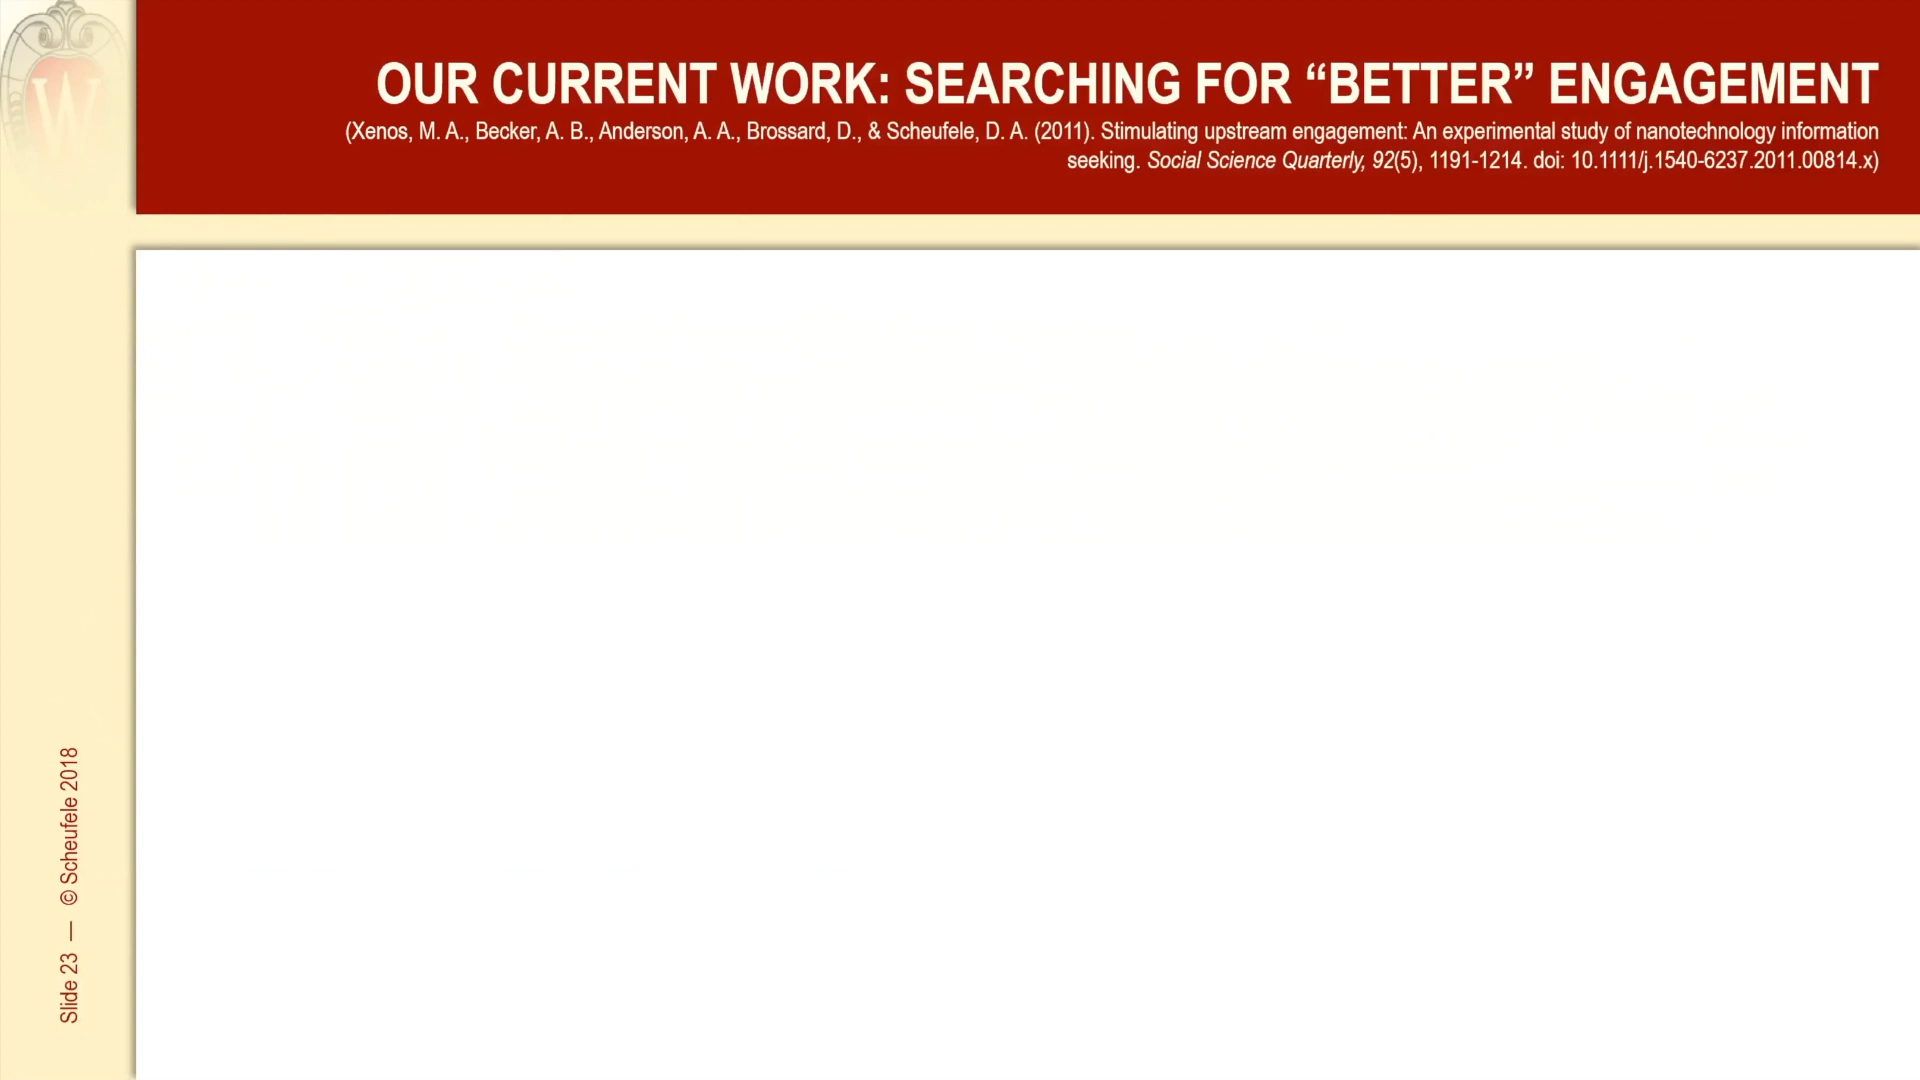 W
OUR CURRENT WORK: SEARCHING FOR “BETTER” ENGAGEMENT
(Xenos, M. A., Becker, A. B., Anderson, A. A., Brossard, D., & Scheufele, D. A. (2011). Stimulating upstream engagement: An experimental study of nanotechnology information
seeking. Social Science Quarterly, 92(5), 1191-1214. doi: 10.1111/j.1540-6237.2011.00814.x)
Slide 23 — © Scheufele 2018